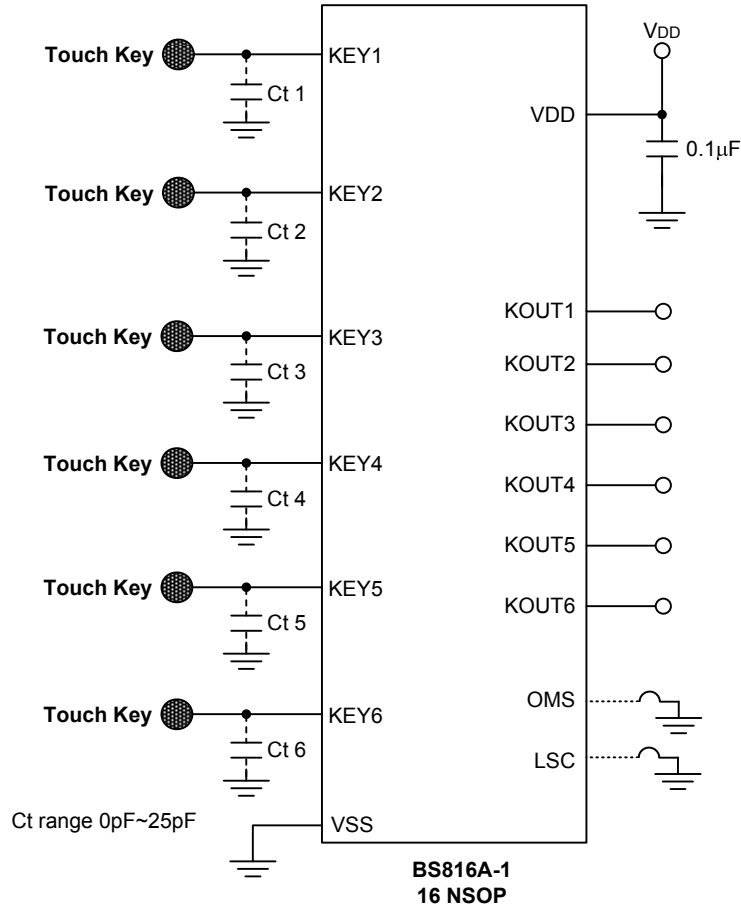 Touch Key
KEY1
Ct 1
Touch Key
KEY2
Ct 2
Touch Key
KEY3
Ct 3
Touch Key
KEY4
Ct 4
Touch Key
KEY5
Ct 5
Touch Key
KEY6
Ct 6
Ct range 0pF~25pF
VSS
VDD
VDD
0.1μF
KOUT1
KOUT2
KOUT3
KOUT4
KOUT5
KOUT6
OMS
LSC
BS816A-1
16 NSOP